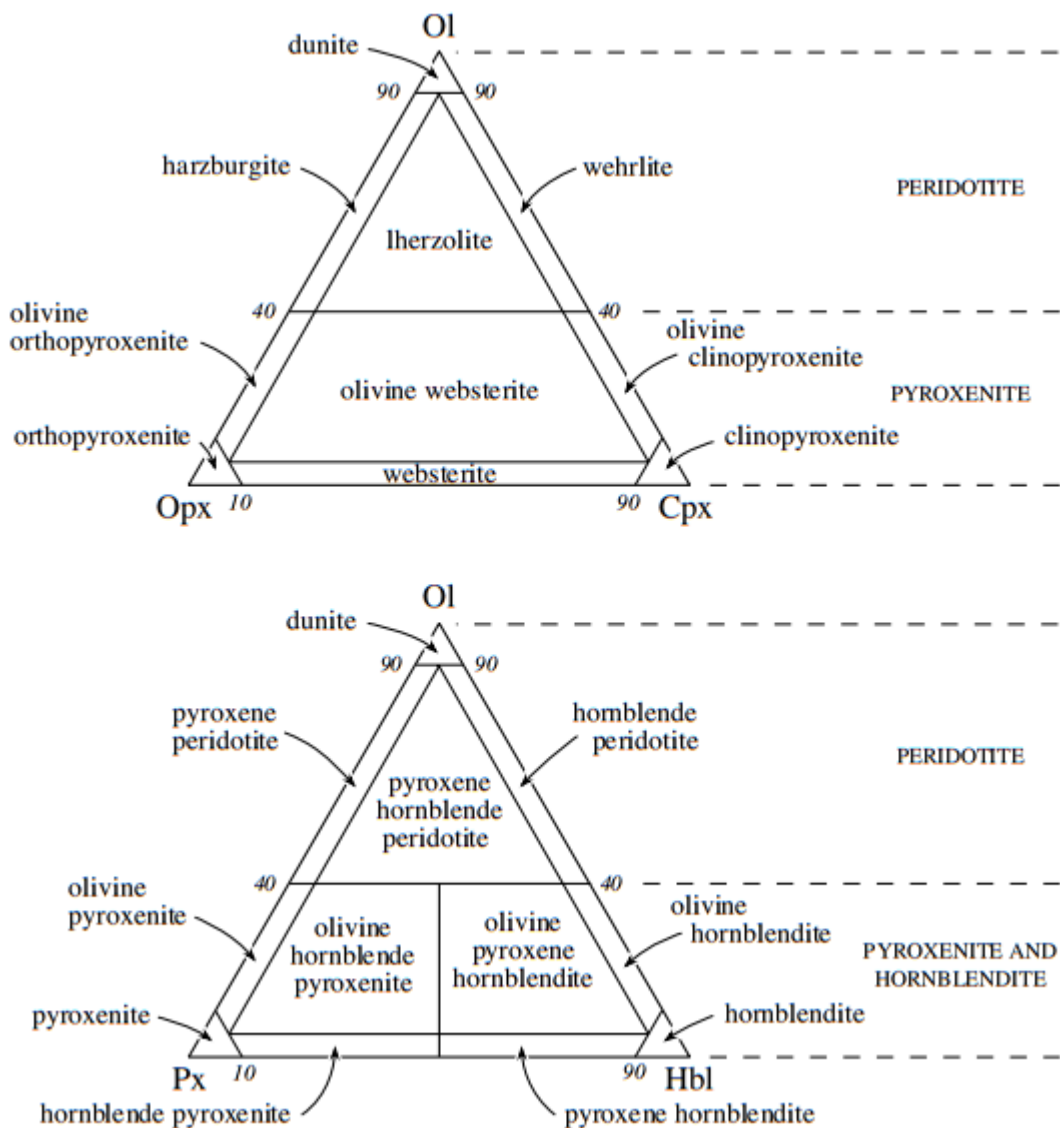 Ol
dunite
90
90
harzburgite
wehrlite
PERIDOTITE
lherzolite
40
40
olivine
orthopyroxenite
olivine
clinopyroxenite
olivine websterite
PYROXENITE
orthopyroxenite
clinopyroxenite
websterite
Opx
10
90
Cpx
Ol
dunite
90
90
pyroxene
peridotite
hornblende
peridotite
PERIDOTITE
pyroxene
hornblende
peridotite
40
40
olivine
pyroxenite
olivine
hornblende
pyroxenite
olivine
pyroxene
hornblendite
olivine
hornblendite
PYROXENITE AND
HORNBLENDITE
pyroxenite
hornblendite
Px
10
90
Hbl
hornblende pyroxenite
pyroxene hornblendite